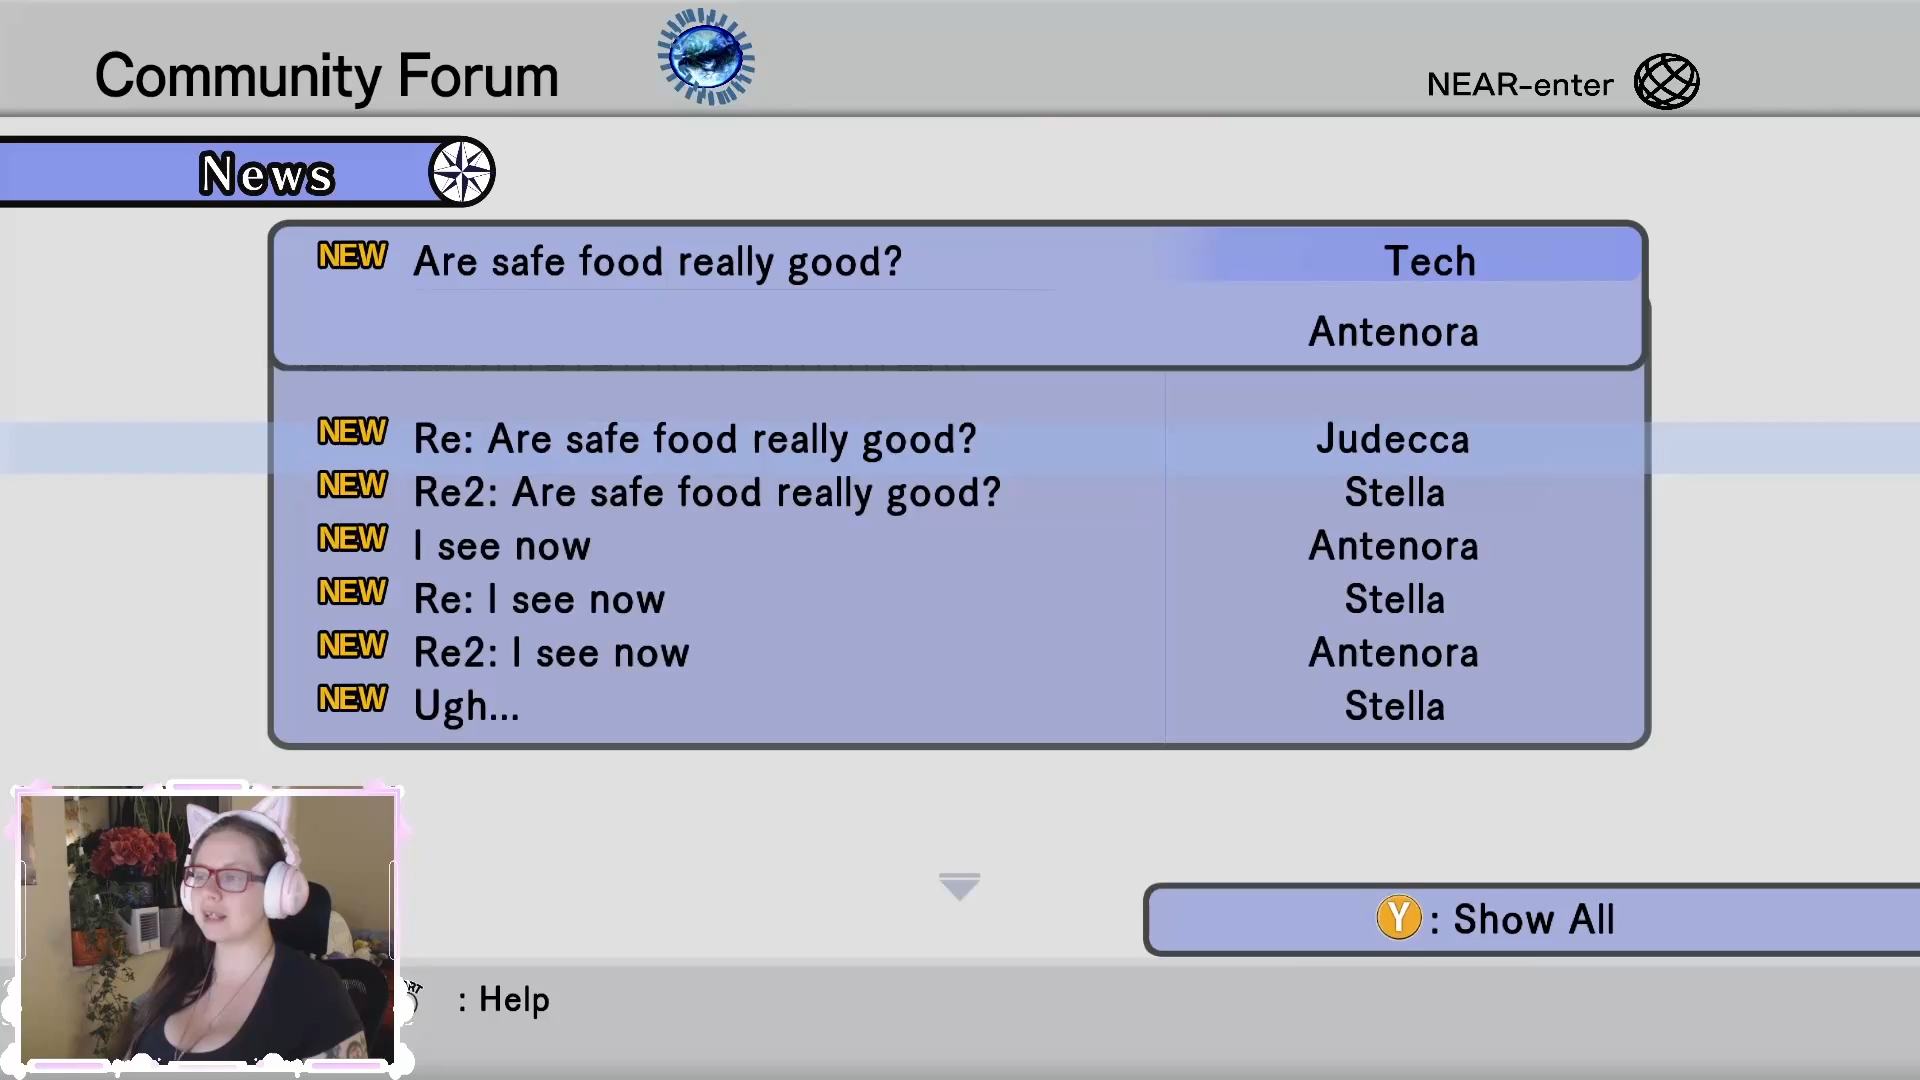 Community Forum
NEAR-enter
News
NEW Are safe food really good? Tech
Antenora
NEW Re: Are safe food really good? Judecca
NEW Re2: Are safe food really good? Stella
NEW I see now Antenora
NEW Re: I see now Stella
NEW Re2: I see now Antenora
NEW Ugh... Stella
Y : Show All
: Help